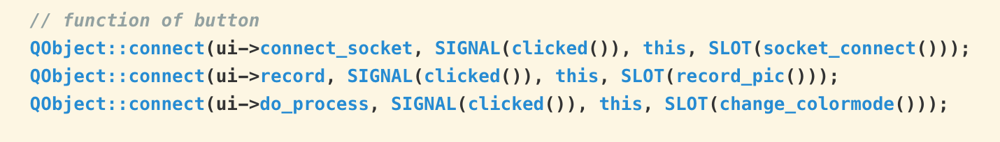 // function of button
QObject::connect(ui->connect_socket, SIGNAL(clicked()), this, SLOT(socket_connect()));
QObject::connect(ui->record, SIGNAL(clicked()), this, SLOT(record_pic()));
QObject::connect(ui->do_process, SIGNAL(clicked()), this, SLOT(change_colormode()));